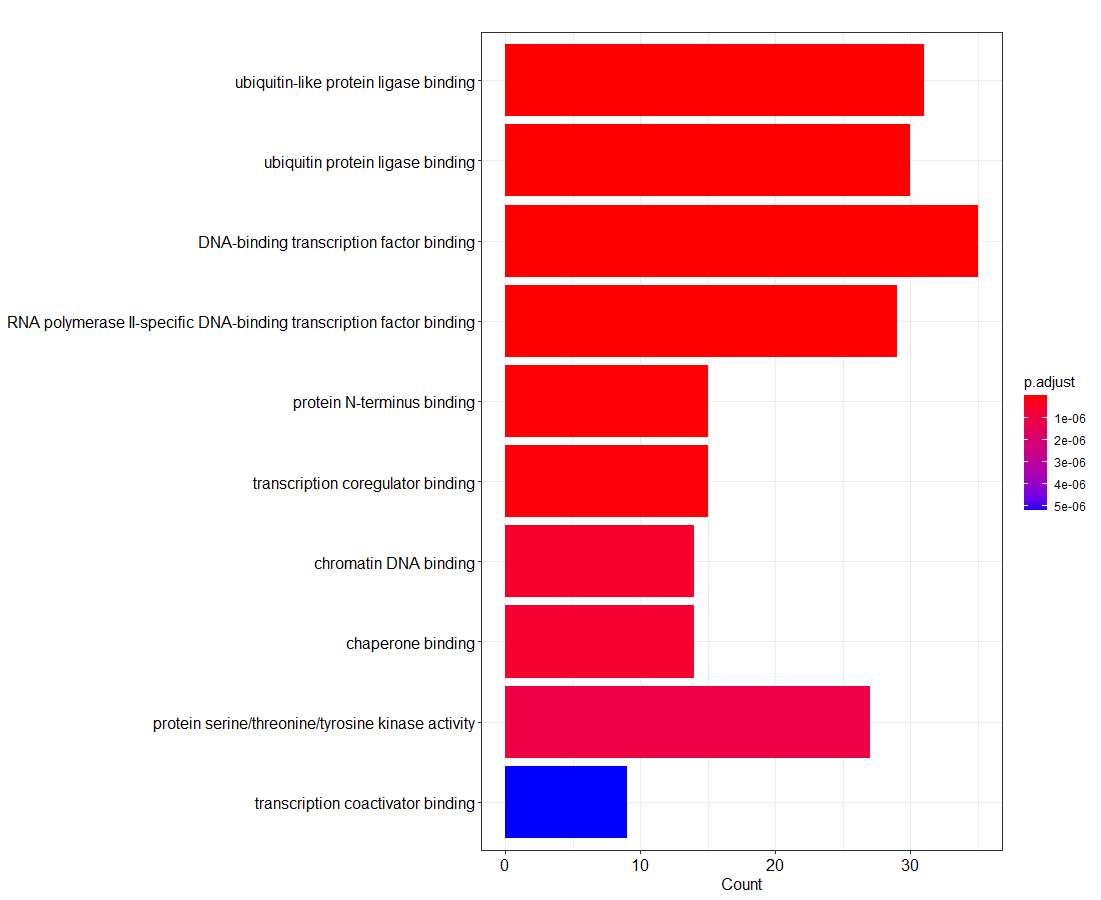 ubiquitin-like protein ligase binding
ubiquitin protein ligase binding
DNA-binding transcription factor binding
RNA polymerase II-specific DNA-binding transcription factor binding
protein N-terminus binding
transcription coregulator binding
chromatin DNA binding
chaperone binding
protein serine/threonine/tyrosine kinase activity
transcription coactivator binding
0 10 20 30
Count
p.adjust
1e-06
2e-06
3e-06
4e-06
5e-06